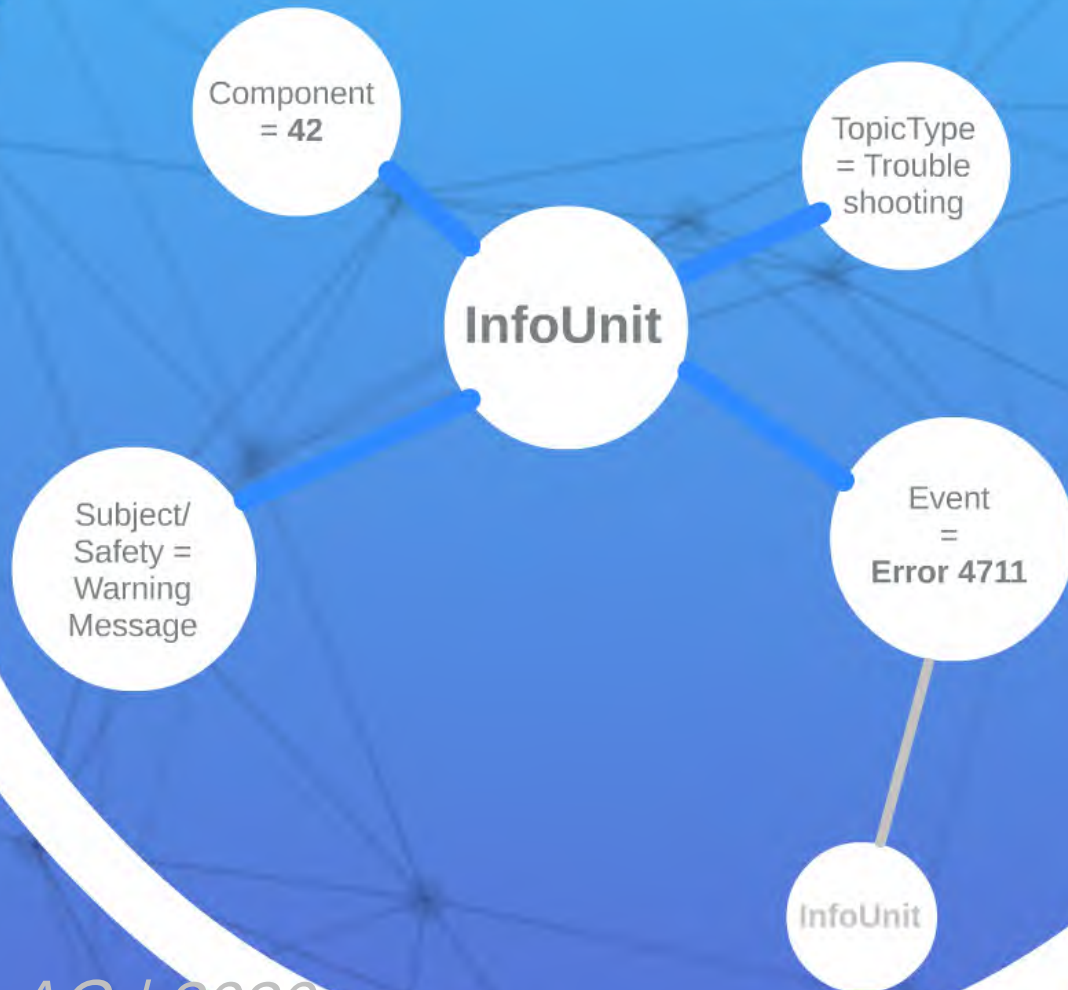 Component
= 42
TopicType
= Trouble
shooting
InfoUnit
Subject/
Safety =
Warning
Message
Event
=
Error 4711
InfoUnit